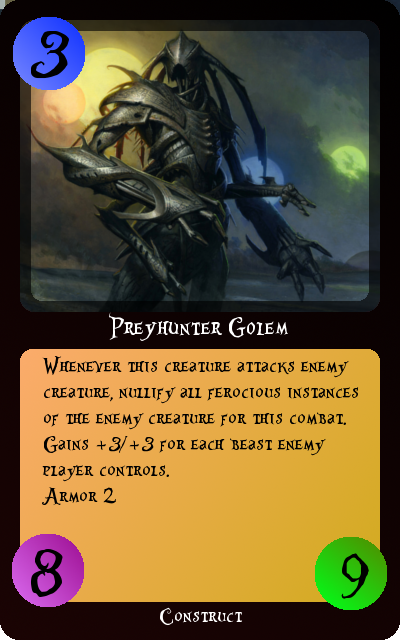 3
Preyhunter Golem
Whenever this creature attacks enemy
creature, nullify all ferocious instances
of the enemy creature for this combat.
Gains +3/+3 for each beast enemy
player controls.
Armor 2
8
9
Construct